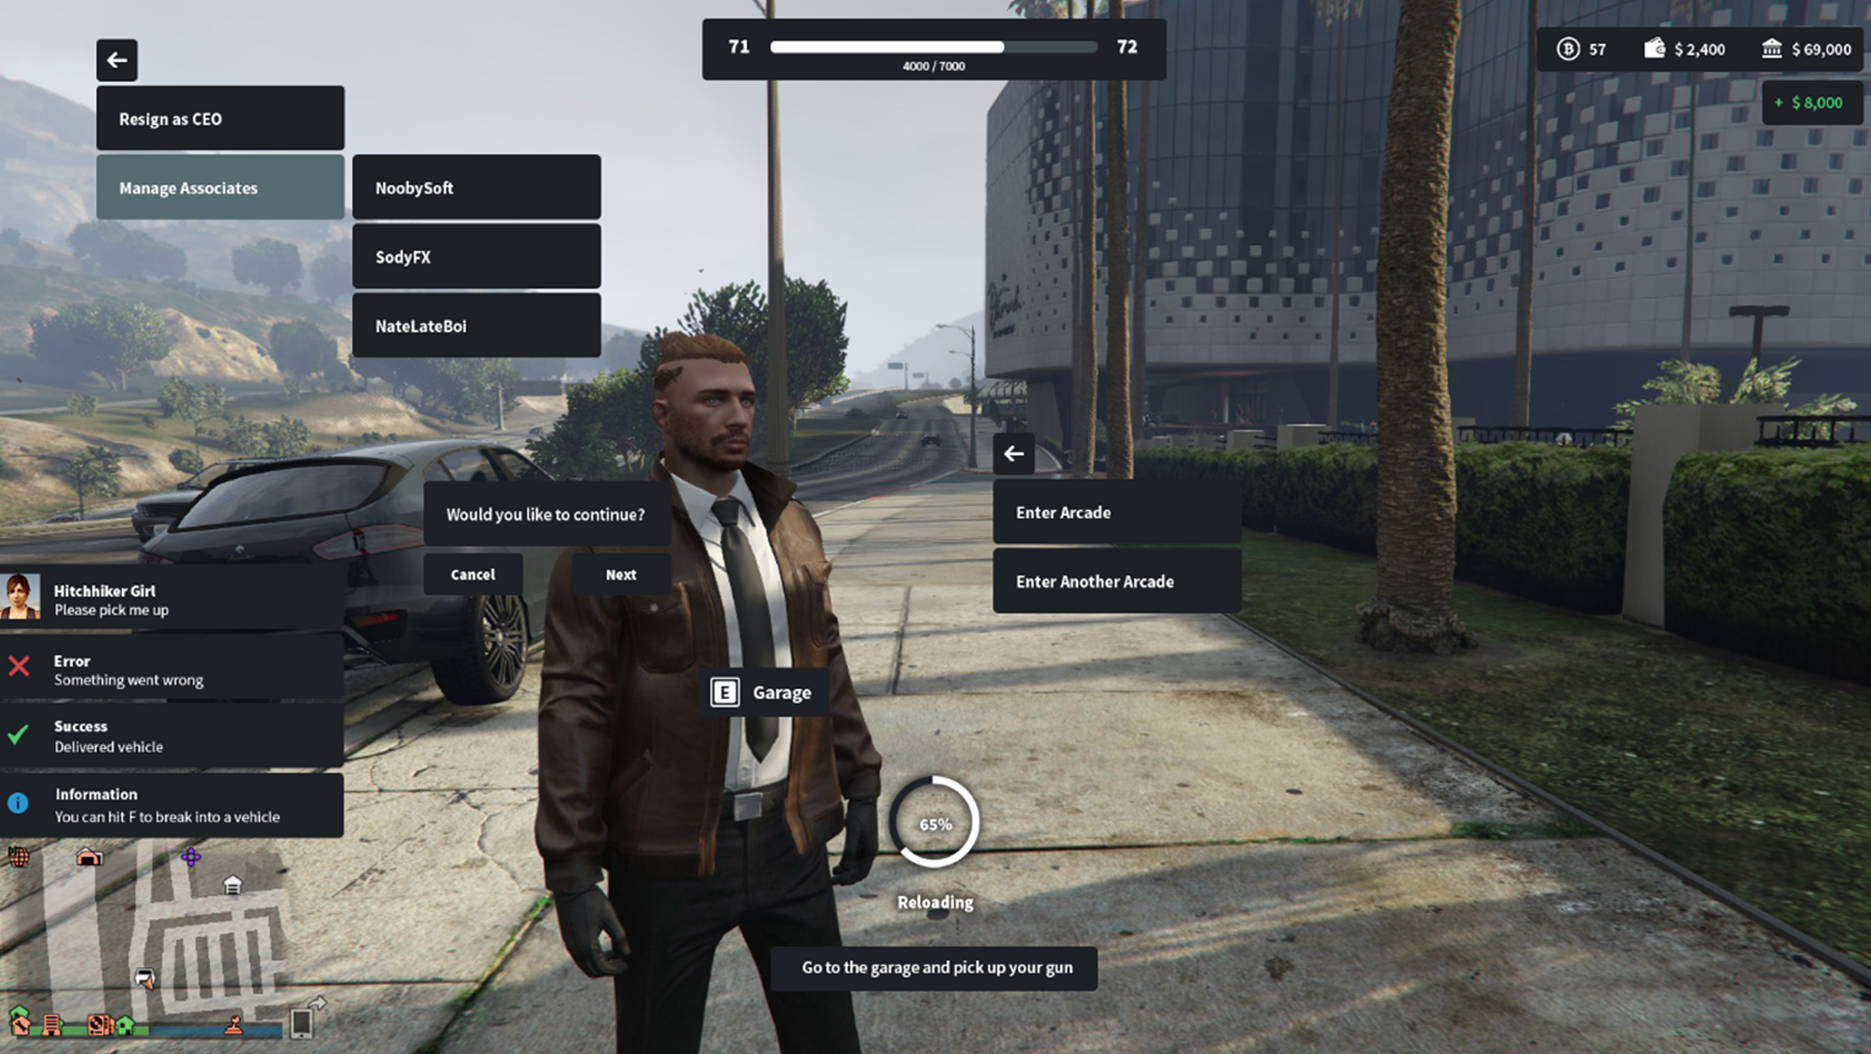 71
72
4000 / 7000
57
$ 2,400
$ 69,000
+ $ 8,000
Resign as CEO
Manage Associates
NoobySoft
SodyFX
NateLateBoi
Would you like to continue?
Cancel
Next
Enter Arcade
Enter Another Arcade
Hitchhiker Girl
Please pick me up
Error
Something went wrong
Success
Delivered vehicle
Information
You can hit F to break into a vehicle
E Garage
65%
Reloading
Go to the garage and pick up your gun